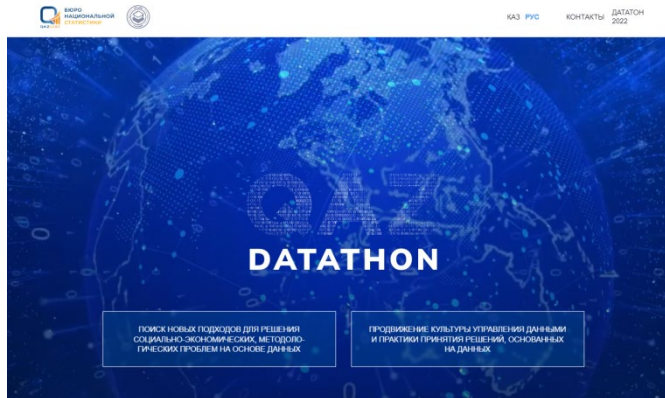 БЮРО
НАЦИОНАЛЬНОЙ
СТАТИСТИКИ
КАЗ РУС КОНТАКТЫ ДАТАТОН
2022
QAZ
DATATHON
ПОИСК НОВЫХ ПОДХОДОВ ДЛЯ РЕШЕНИЯ
СОЦИАЛЬНО-ЭКОНОМИЧЕСКИХ, МЕТОДОЛО-
ГИЧЕСКИХ ПРОБЛЕМ НА ОСНОВЕ ДАННЫХ
ПРОДВИЖЕНИЕ КУЛЬТУРЫ УПРАВЛЕНИЯ ДАННЫМИ
И ПРАКТИКИ ПРИНЯТИЯ РЕШЕНИЙ, ОСНОВАННЫХ
НА ДАННЫХ